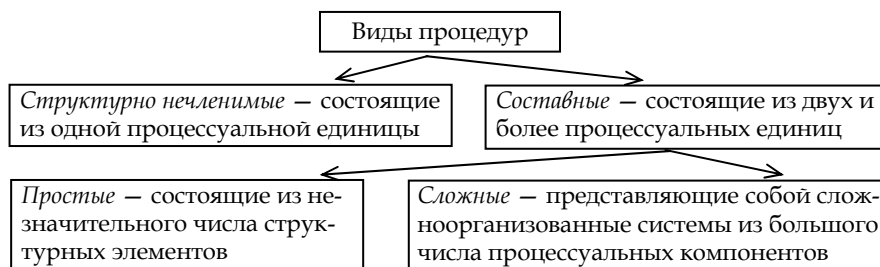 Виды процедур
Структурно нечленимые — состоящие
из одной процессуальной единицы
Составные — состоящие из двух и
более процессуальных единиц
Простые — состоящие из не-
значительного числа струк-
турных элементов
Сложные — представляющие собой слож-
ноорганизованные системы из большого
числа процессуальных компонентов